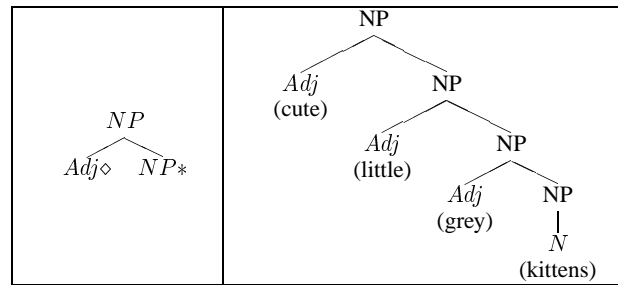 NP
Adj◇ NP*
NP
Adj NP
(cute)
Adj NP
(little)
Adj NP
(grey)
N
(kittens)